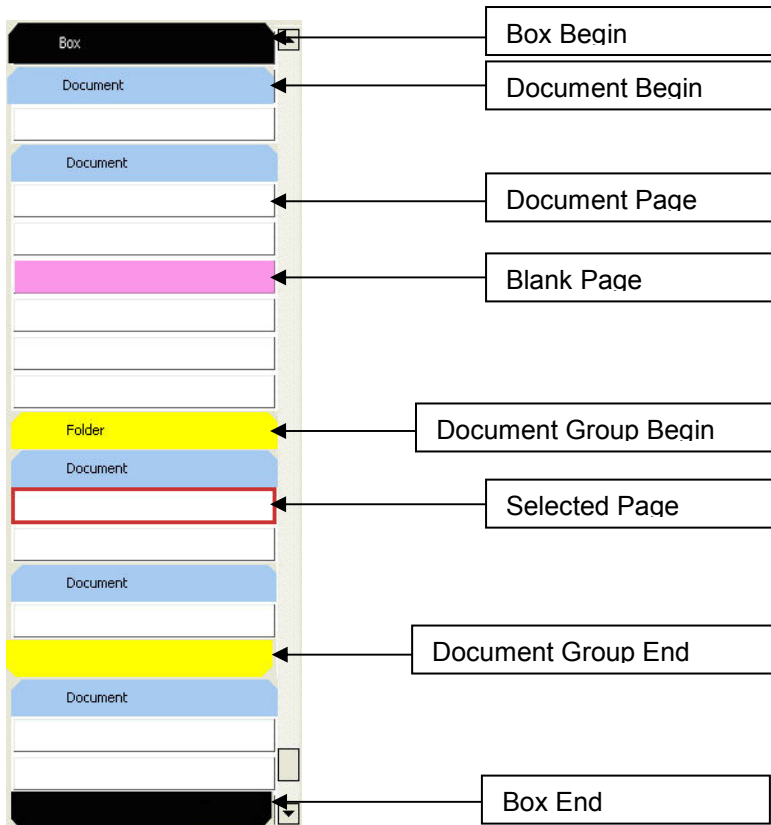 Box
Box Begin
Document
Document Begin
Document
Document Page
Blank Page
Folder
Document Group Begin
Document
Selected Page
Document
Document Group End
Document
Box End